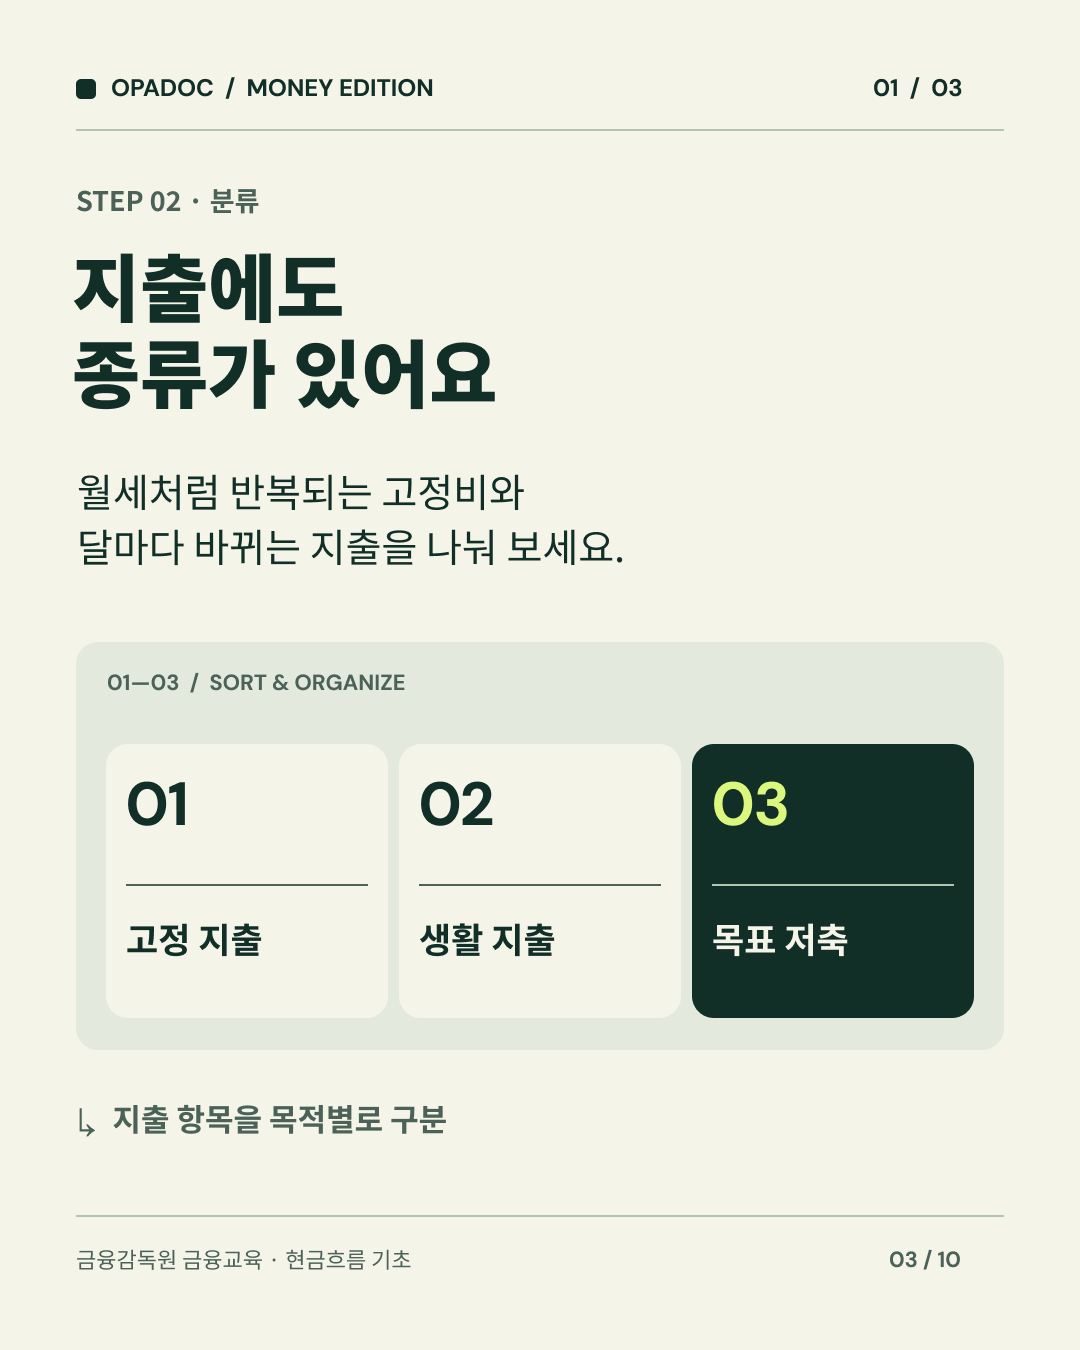 OPADOC / MONEY EDITION
01 / 03
STEP 02 · 분류
지출에도
종류가 있어요
월세처럼 반복되는 고정비와
달마다 바뀌는 지출을 나눠 보세요.
01—03 / SORT & ORGANIZE
01
고정 지출
02
생활 지출
03
목표 저축
↳ 지출 항목을 목적별로 구분
금융감독원 금융교육 · 현금흐름 기초
03 / 10